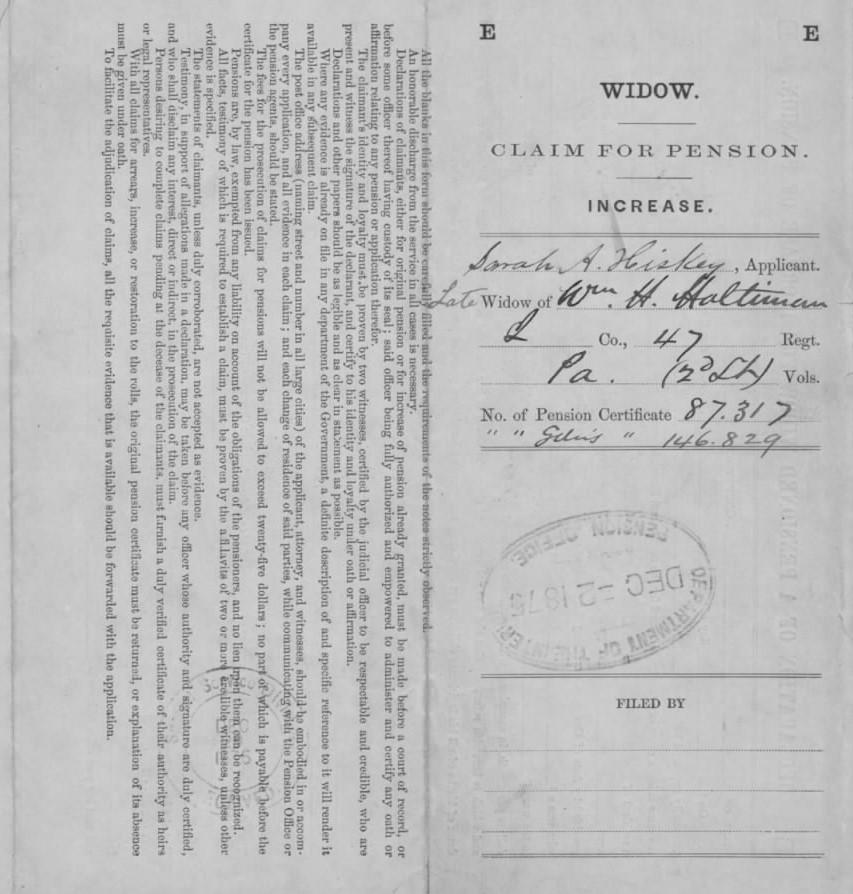 E E
WIDOW.
CLAIM FOR PENSION.
INCREASE.
Sarah A. Hiskey, Applicant.
Late Widow of Wm. H. Holtiman
L Co., 47 Regt.
Pa. (2d Lt) Vols.
No. of Pension Certificate 87.317
" " " 146.829
PENSION OFFICE
DEC -2 187
DEPARTMENT OF THE INTER
FILED BY
All the blanks in this form should be carefully filled and the requirements of the notes strictly observed.
An honorable discharge from the service in all cases is necessary.
Declarations of claimants, either for original pension or for increase of pension already granted, must be made before a court of record, or
before some officer thereof having custody of its seal; said officer being fully authorized and empowered to administer and certify any oath or
affirmation relating to any pension or application therefor.
The claimant's identity and loyalty must be proven by two witnesses, certified by the judicial officer to be respectable and credible, who are
present and witness the signature of the declarant, and certify to his identity and loyalty under oath or affirmation.
Declarations and other papers should be as legible and as clear in statement as possible.
Where any evidence is already on file in any department of the Government, a definite description of and specific reference to it will render it
available in any subsequent claim.
The post office address (naming street and number in all large cities) of the applicant, attorney, and witnesses, should be embodied in or accom-
pany every application, and all evidence in each claim; and each change of residence of said parties, while communicating with the Pension Office or
the pension agents, should be stated.
The fees for the prosecution of claims for pensions will not be allowed to exceed twenty-five dollars; no part of which is payable before the
certificate for the pension has been issued.
Pensions are, by law, exempted from any liability on account of the obligations of the pensioners, and no lien upon them can be recognized.
All facts, testimony of which is required to establish a claim, must be proven by the affidavits of two or more credible witnesses, unless other
evidence is specified.
The statements of claimants, unless duly corroborated, are not accepted as evidence.
Testimony, in support of allegations made in a declaration, may be taken before any officer whose authority and signature are duly certified,
and who shall disclaim any interest, direct or indirect, in the prosecution of the claim.
Persons desiring to complete claims pending at the decease of the claimants, must furnish a duly verified certificate of their authority as heirs
or legal representatives.
With all claims for arrears, increase, or restoration to the rolls, the original pension certificate must be returned, or explanation of its absence
must be given under oath.
To facilitate the adjudication of claims, all the requisite evidence that is available should be forwarded with the application.